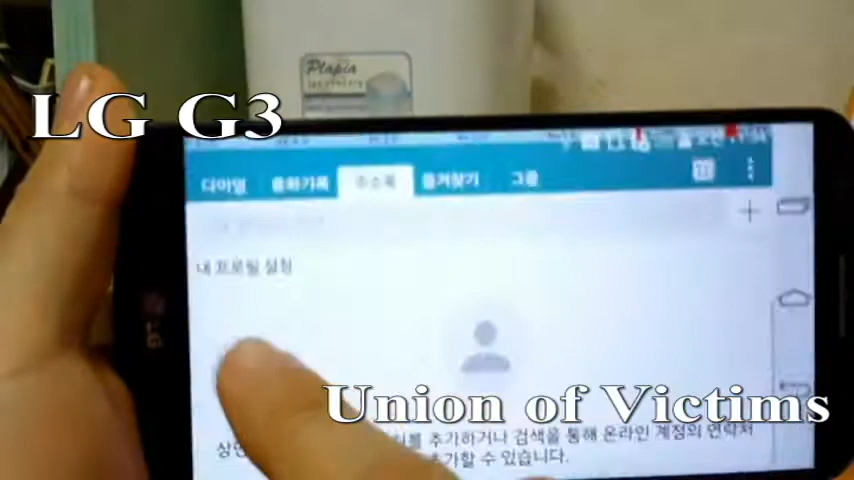 Plapia
LG G3
다이얼 통화기록 주소록 즐겨찾기 그룹
내 프로필 설정
LG
Union of Victims
추가하거나 검색을 통해 온라인 계정의 연락처
추가할 수 있습니다.